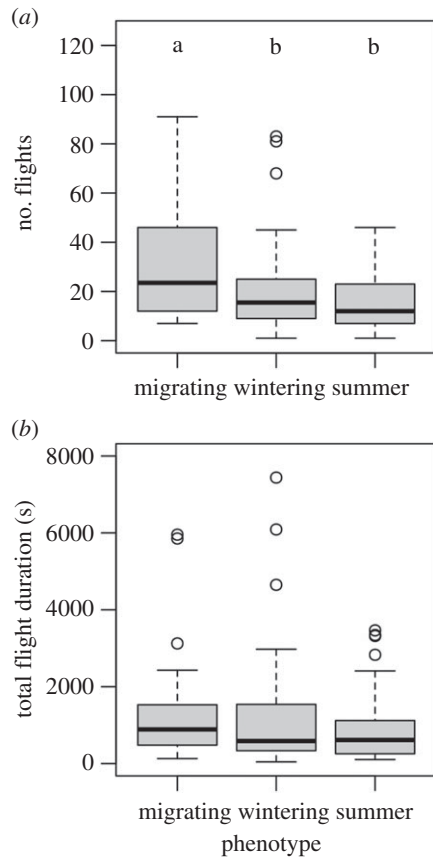 (a)
120
a b b
100
80
60
40
20
0
no. flights
migrating wintering summer
(b)
8000
6000
4000
2000
0
total flight duration (s)
migrating wintering summer
phenotype